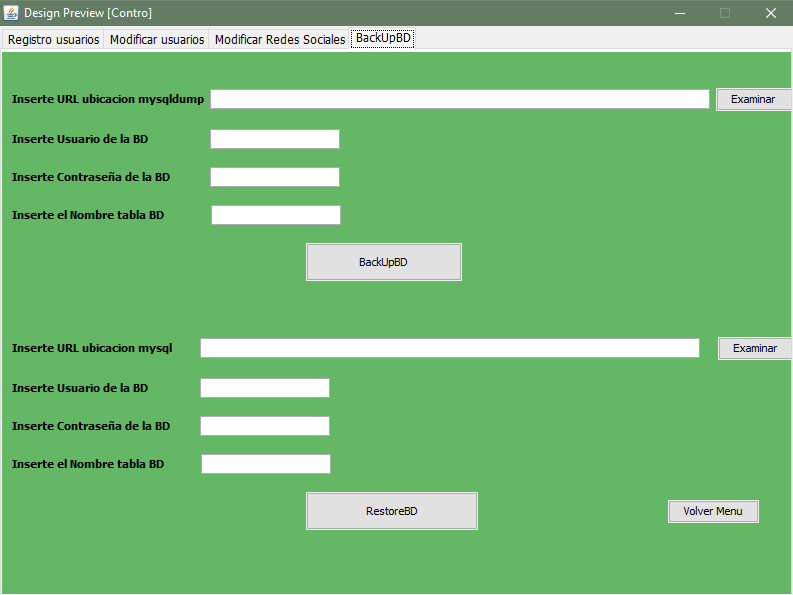 Design Preview [Contro]
Registro usuarios Modificar usuarios Modificar Redes Sociales BackUpBD
Inserte URL ubicacion mysqldump Examinar
Inserte Usuario de la BD
Inserte Contraseña de la BD
Inserte el Nombre tabla BD
BackUpBD
Inserte URL ubicacion mysql Examinar
Inserte Usuario de la BD
Inserte Contraseña de la BD
Inserte el Nombre tabla BD
RestoreBD Volver Menu